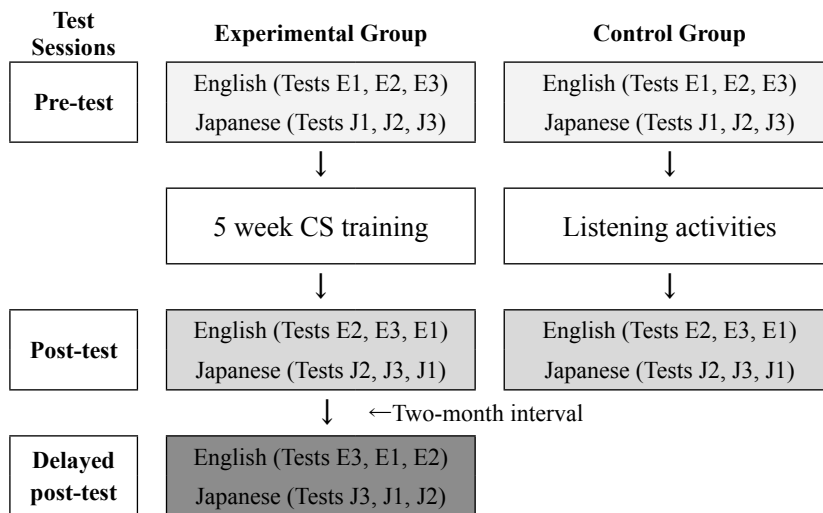 Test
Sessions
Experimental Group
Control Group
Pre-test
English (Tests E1, E2, E3)
Japanese (Tests J1, J2, J3)
English (Tests E1, E2, E3)
Japanese (Tests J1, J2, J3)
↓
↓
5 week CS training
Listening activities
↓
↓
Post-test
English (Tests E2, E3, E1)
Japanese (Tests J2, J3, J1)
English (Tests E2, E3, E1)
Japanese (Tests J2, J3, J1)
↓ ←Two-month interval
Delayed
post-test
English (Tests E3, E1, E2)
Japanese (Tests J3, J1, J2)